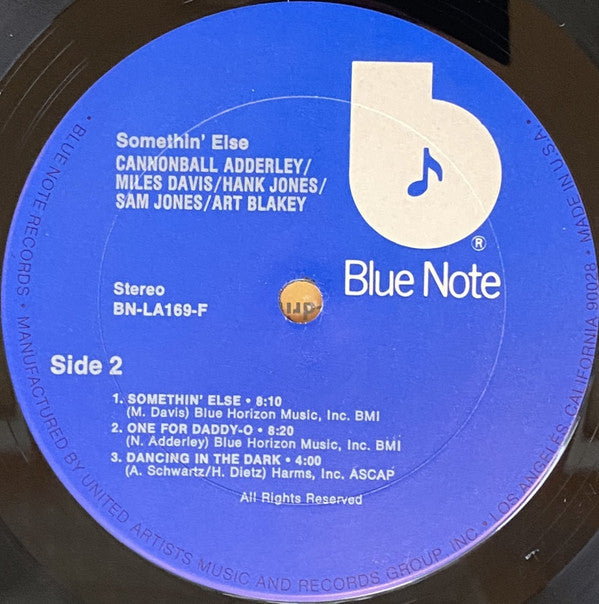 Somethin' Else
CANNONBALL ADDERLEY/
MILES DAVIS/HANK JONES/
SAM JONES/ART BLAKEY
b
®
Blue Note
Stereo
BN-LA169-F
Side 2
1. SOMETHIN' ELSE • 8:10
(M. Davis) Blue Horizon Music, Inc. BMI
2. ONE FOR DADDY-O • 8:20
(N. Adderley) Blue Horizon Music, Inc. BMI
3. DANCING IN THE DARK • 4:00
(A. Schwartz/H. Dietz) Harms, Inc. ASCAP
All Rights Reserved
• BLUE NOTE RECORDS • MANUFACTURED BY UNITED ARTISTS MUSIC AND RECORDS GROUP, INC • LOS ANGELES, CALIFORNIA 90028 • MADE IN U.S.A. •